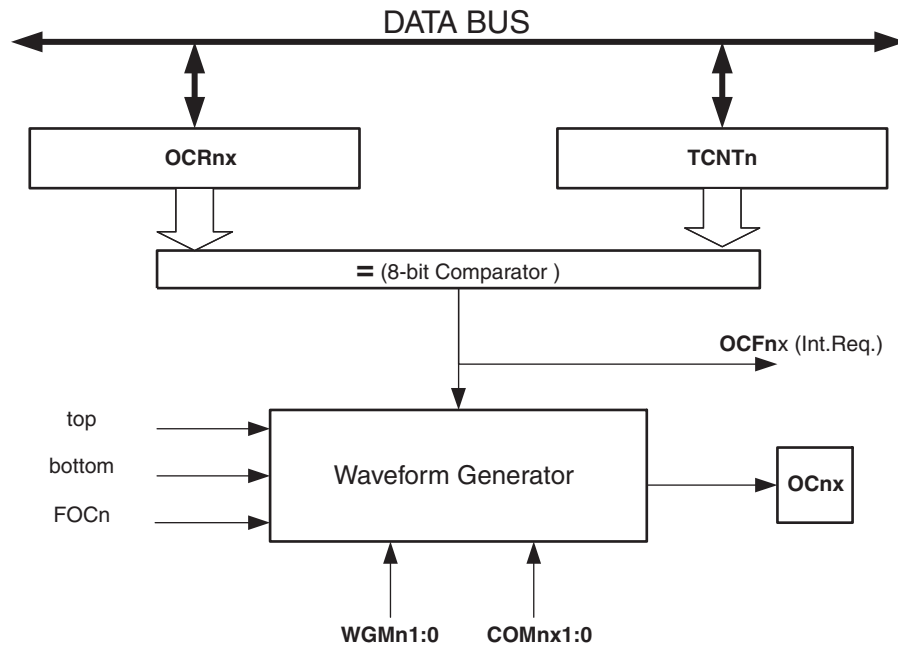 DATA BUS
OCRnx
TCNTn
= (8-bit Comparator )
OCFnx (Int.Req.)
top
bottom
FOCn
Waveform Generator
OCnx
WGMn1:0
COMnx1:0